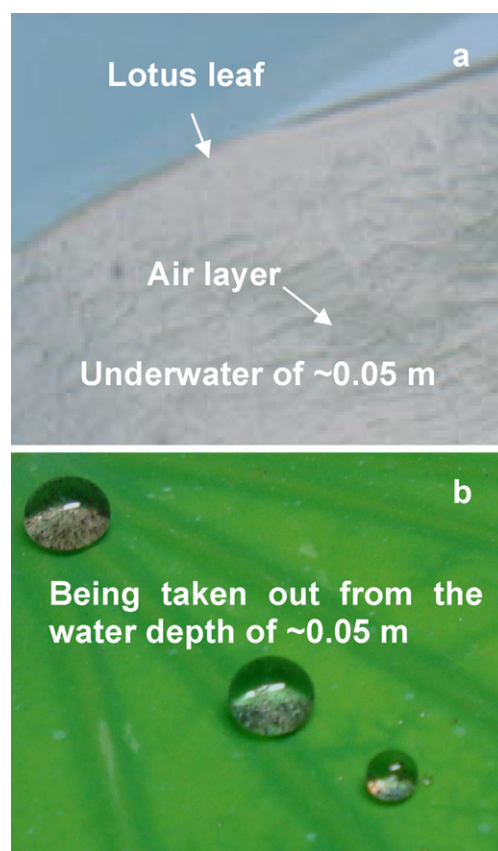 a
Lotus leaf
Air layer
Underwater of ~0.05 m
b
Being taken out from the
water depth of ~0.05 m